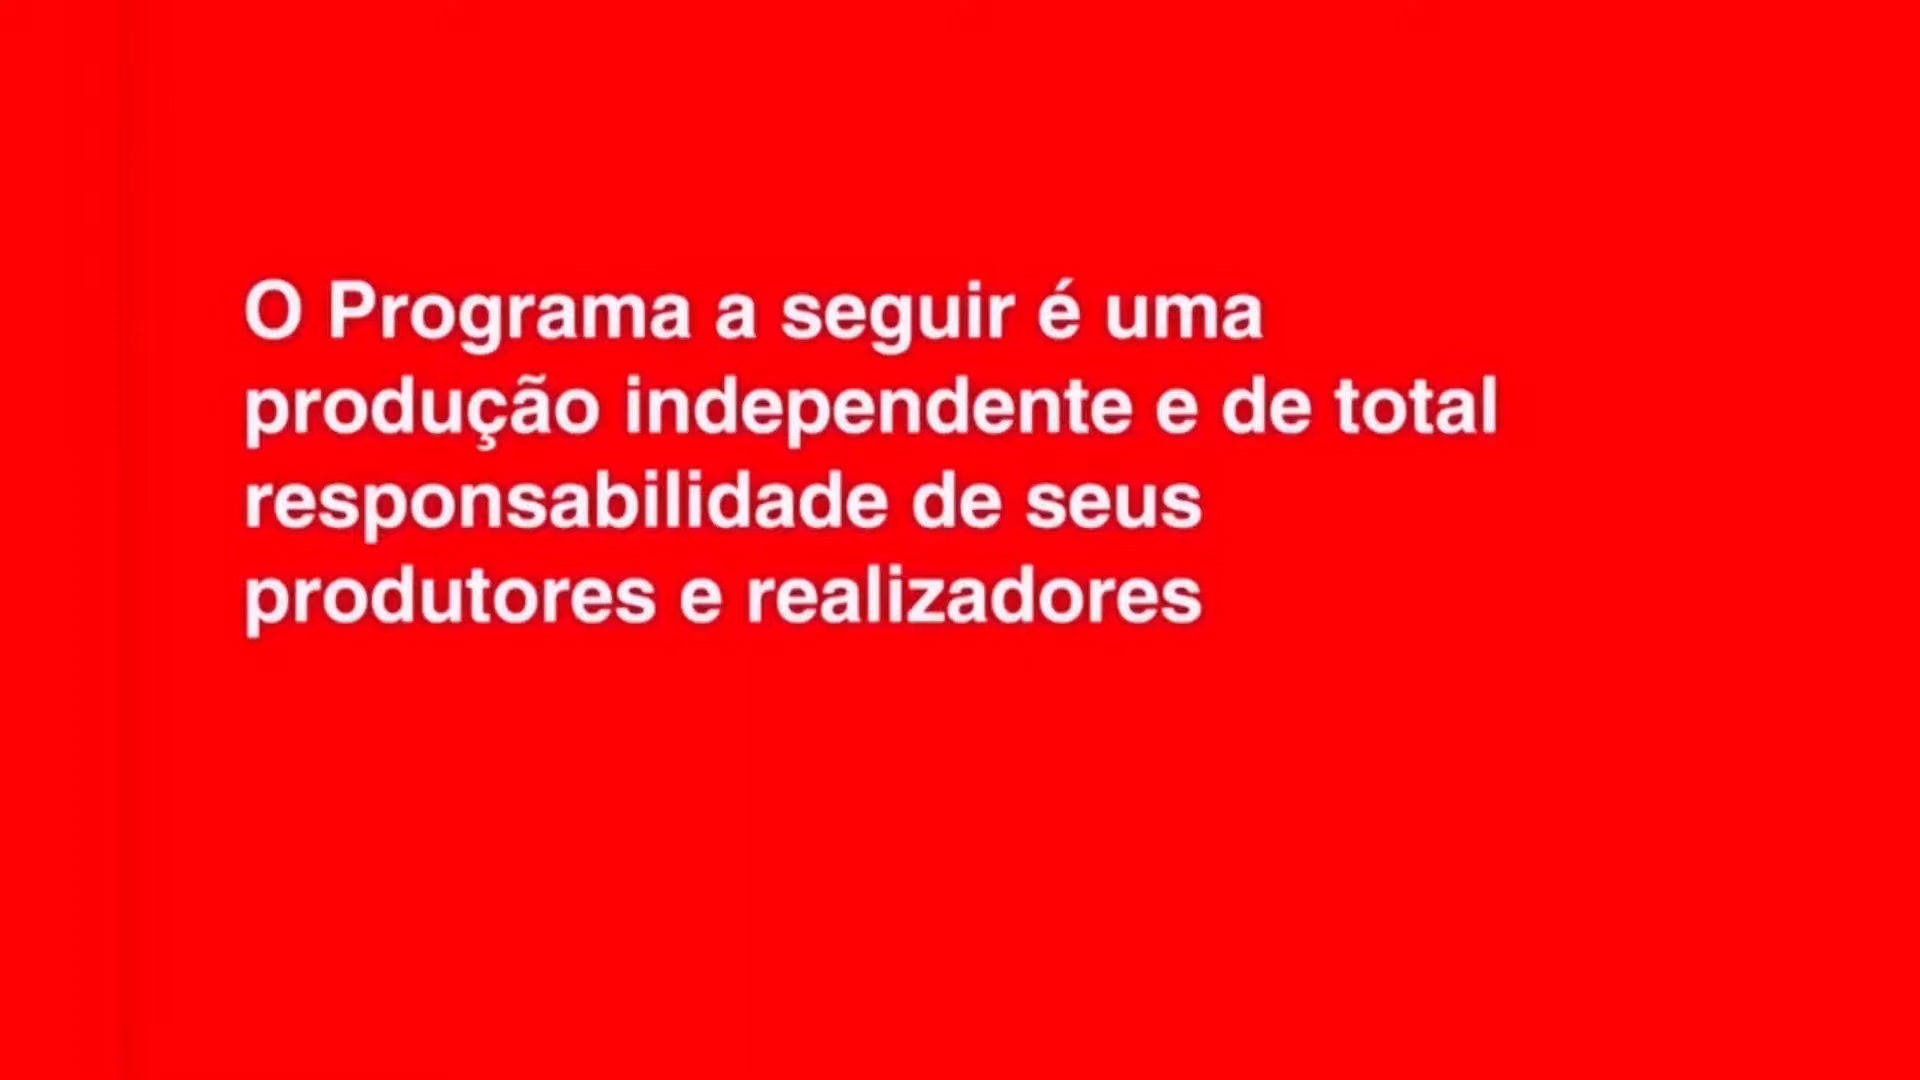 O Programa a seguir é uma
produção independente e de total
responsabilidade de seus
produtores e realizadores